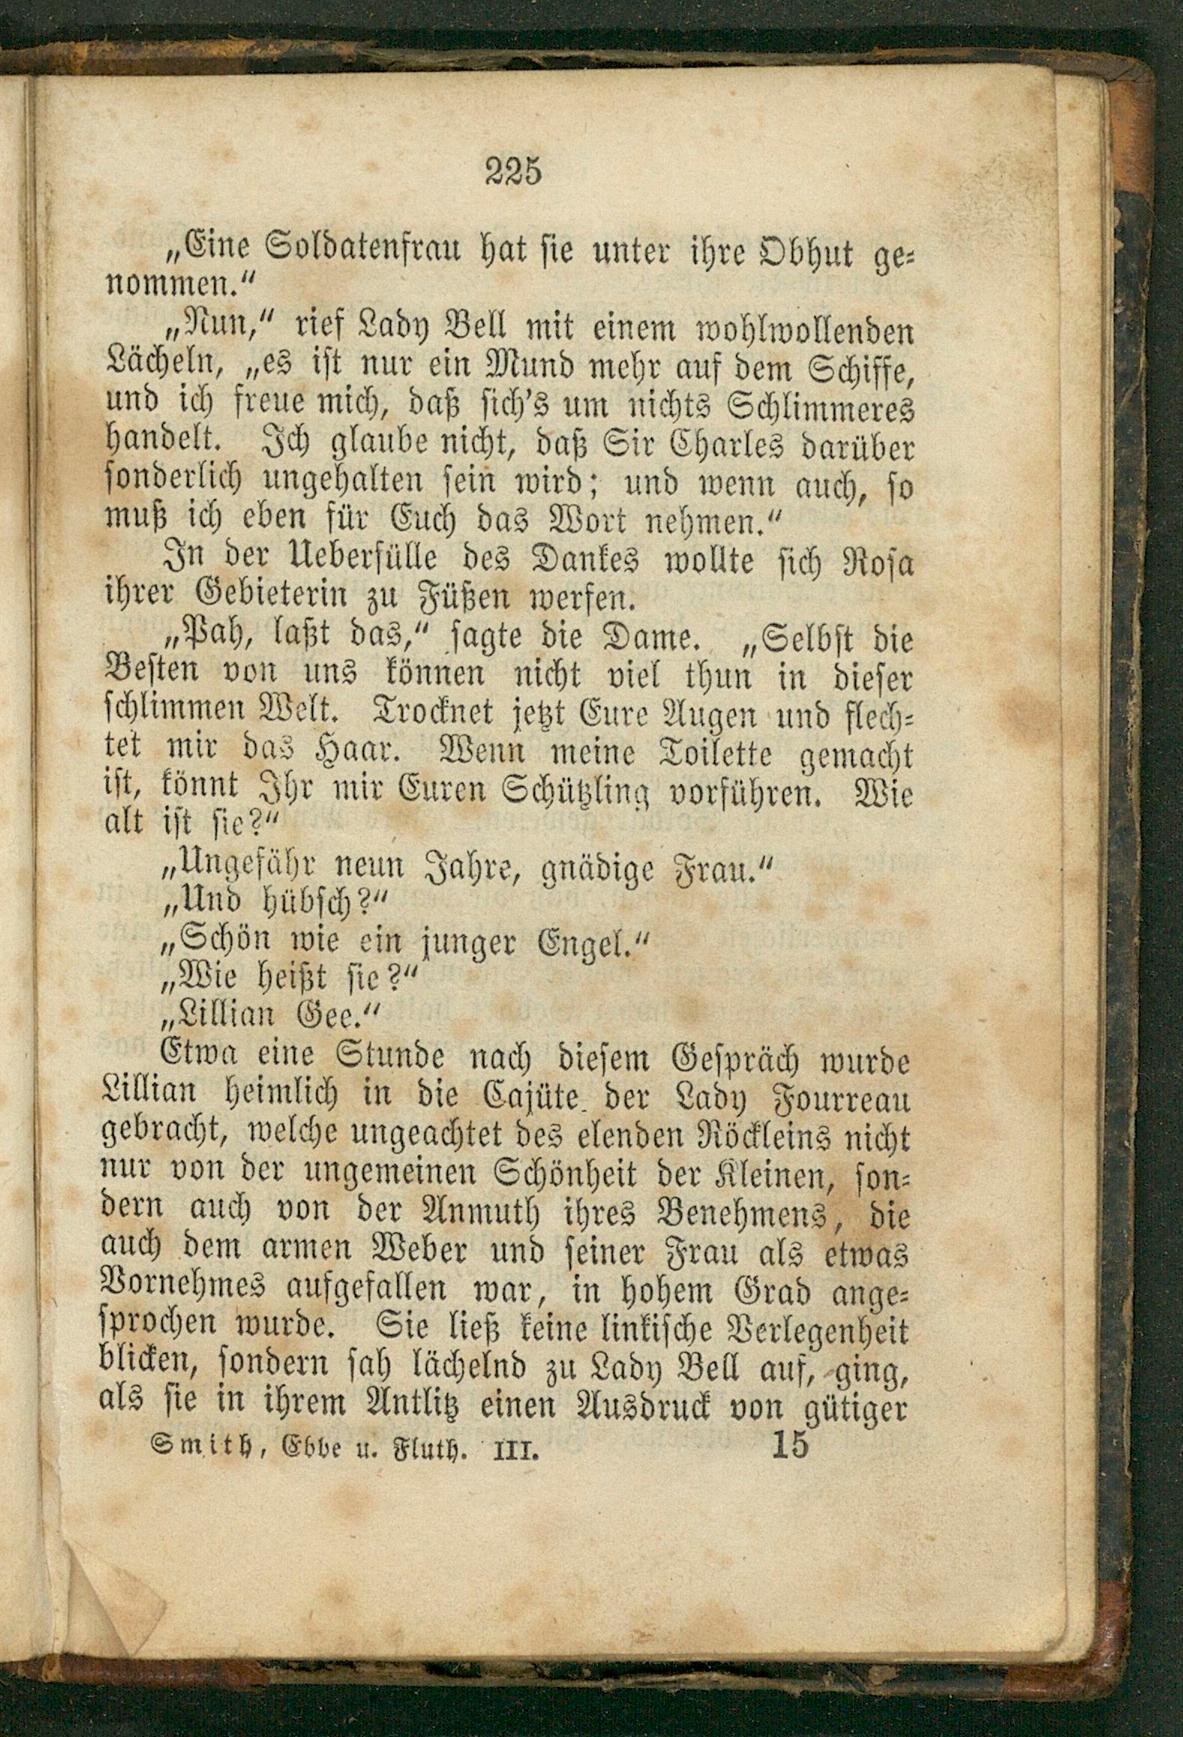 225
„Eine Soldatenfrau hat sie unter ihre Obhut ge-
nommen.“
„Nun,“ rief Lady Bell mit einem wohlwollenden
Lächeln, „es ist nur ein Mund mehr auf dem Schiffe,
und ich freue mich, daß sich's um nichts Schlimmeres
handelt. Ich glaube nicht, daß Sir Charles darüber
sonderlich ungehalten sein wird; und wenn auch, so
muß ich eben für Euch das Wort nehmen.“
In der Ueberfülle des Dankes wollte sich Rosa
ihrer Gebieterin zu Füßen werfen.
„Pah, laßt das,“ sagte die Dame. „Selbst die
Besten von uns können nicht viel thun in dieser
schlimmen Welt. Trocknet jetzt Eure Augen und flech-
tet mir das Haar. Wenn meine Toilette gemacht
ist, könnt Ihr mir Euren Schützling vorführen. Wie
alt ist sie?“
„Ungefähr neun Jahre, gnädige Frau.“
„Und hübsch?“
„Schön wie ein junger Engel.“
„Wie heißt sie?“
„Lillian Gee.“
Etwa eine Stunde nach diesem Gespräch wurde
Lillian heimlich in die Cajüte der Lady Fourreau
gebracht, welche ungeachtet des elenden Röckleins nicht
nur von der ungemeinen Schönheit der Kleinen, son-
dern auch von der Anmuth ihres Benehmens, die
auch dem armen Weber und seiner Frau als etwas
Vornehmes aufgefallen war, in hohem Grad ange-
sprochen wurde. Sie ließ keine linkische Verlegenheit
blicken, sondern sah lächelnd zu Lady Bell auf, ging,
als sie in ihrem Antlitz einen Ausdruck von gütiger
Smith, Ebbe u. Fluth. III. 15